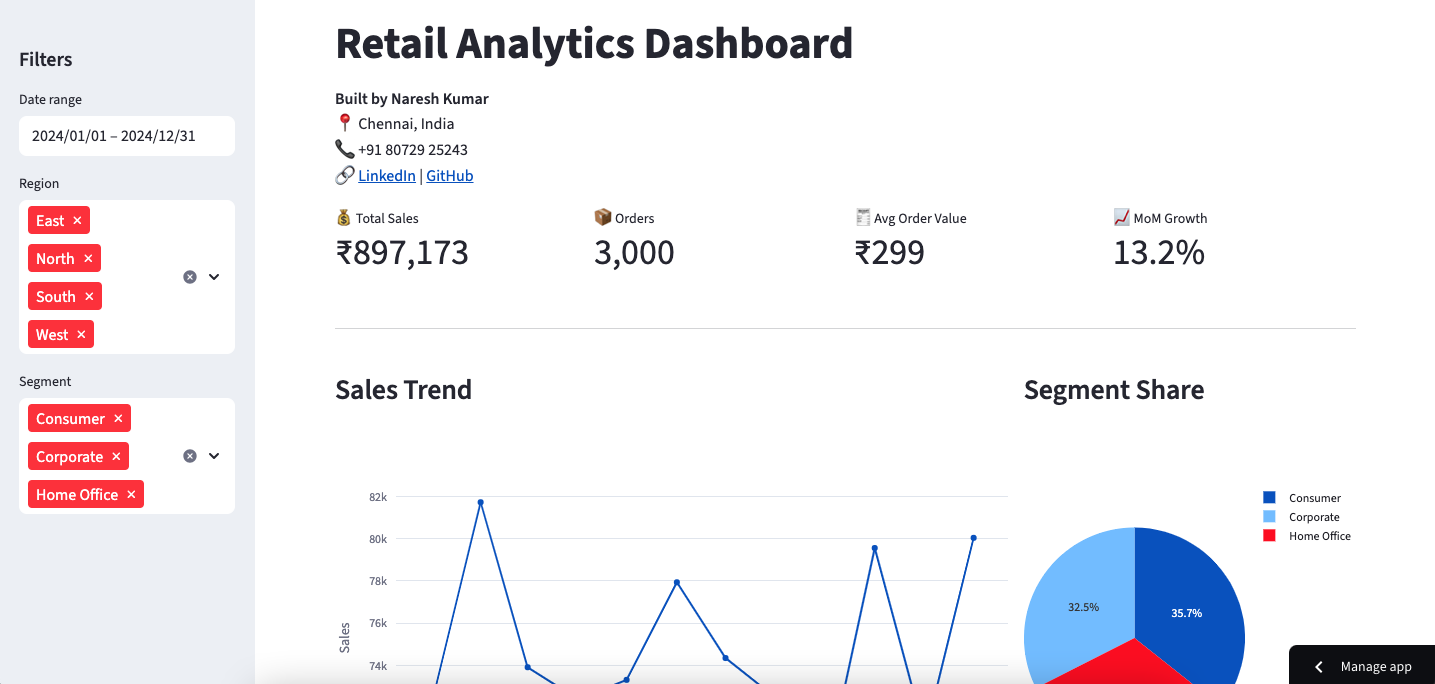 Filters
Date range
2024/01/01 – 2024/12/31
Region
East ×
North ×
South ×
West ×
Segment
Consumer ×
Corporate ×
Home Office ×
Retail Analytics Dashboard
Built by Naresh Kumar
📍 Chennai, India
📞 +91 80729 25243
🔗 LinkedIn | GitHub
💰 Total Sales
₹897,173
📦 Orders
3,000
🧾 Avg Order Value
₹299
📈 MoM Growth
13.2%
Sales Trend
82k
80k
78k
76k
74k
Sales
Segment Share
Consumer
Corporate
Home Office
32.5%
35.7%
Manage app